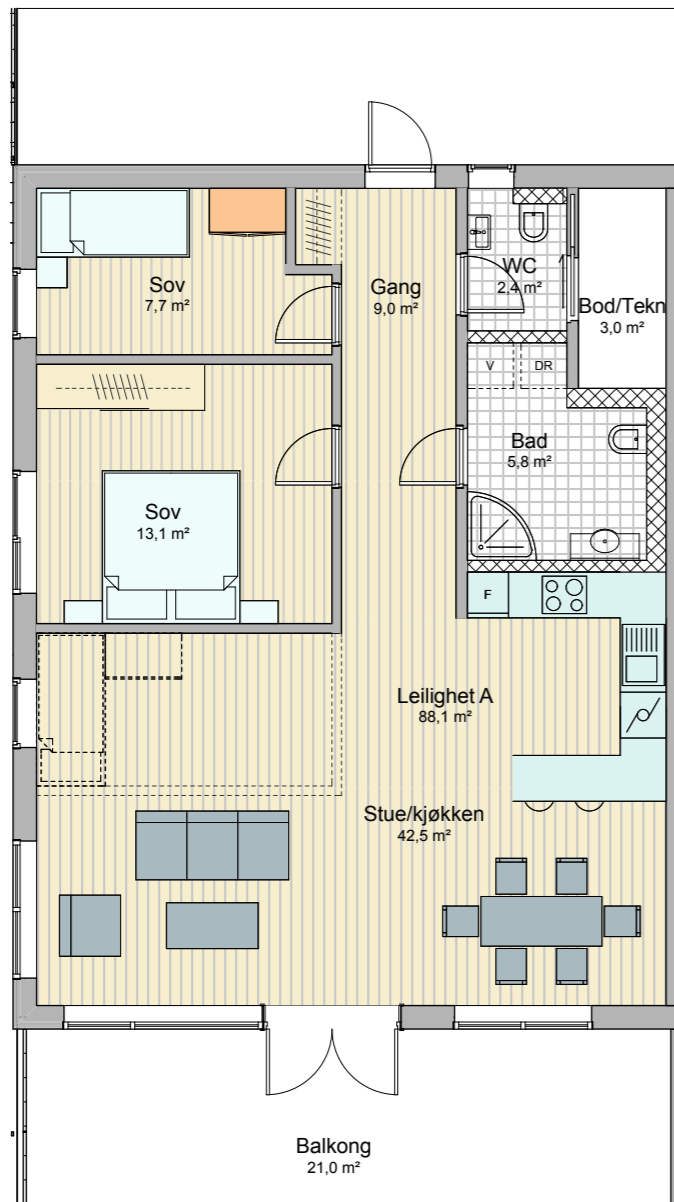 Sov
7,7 m²
Gang
9,0 m²
WC
2,4 m²
Bod/Tekn
3,0 m²
V
DR
Bad
5,8 m²
Sov
13,1 m²
F
Leilighet A
88,1 m²
Stue/kjøkken
42,5 m²
Balkong
21,0 m²